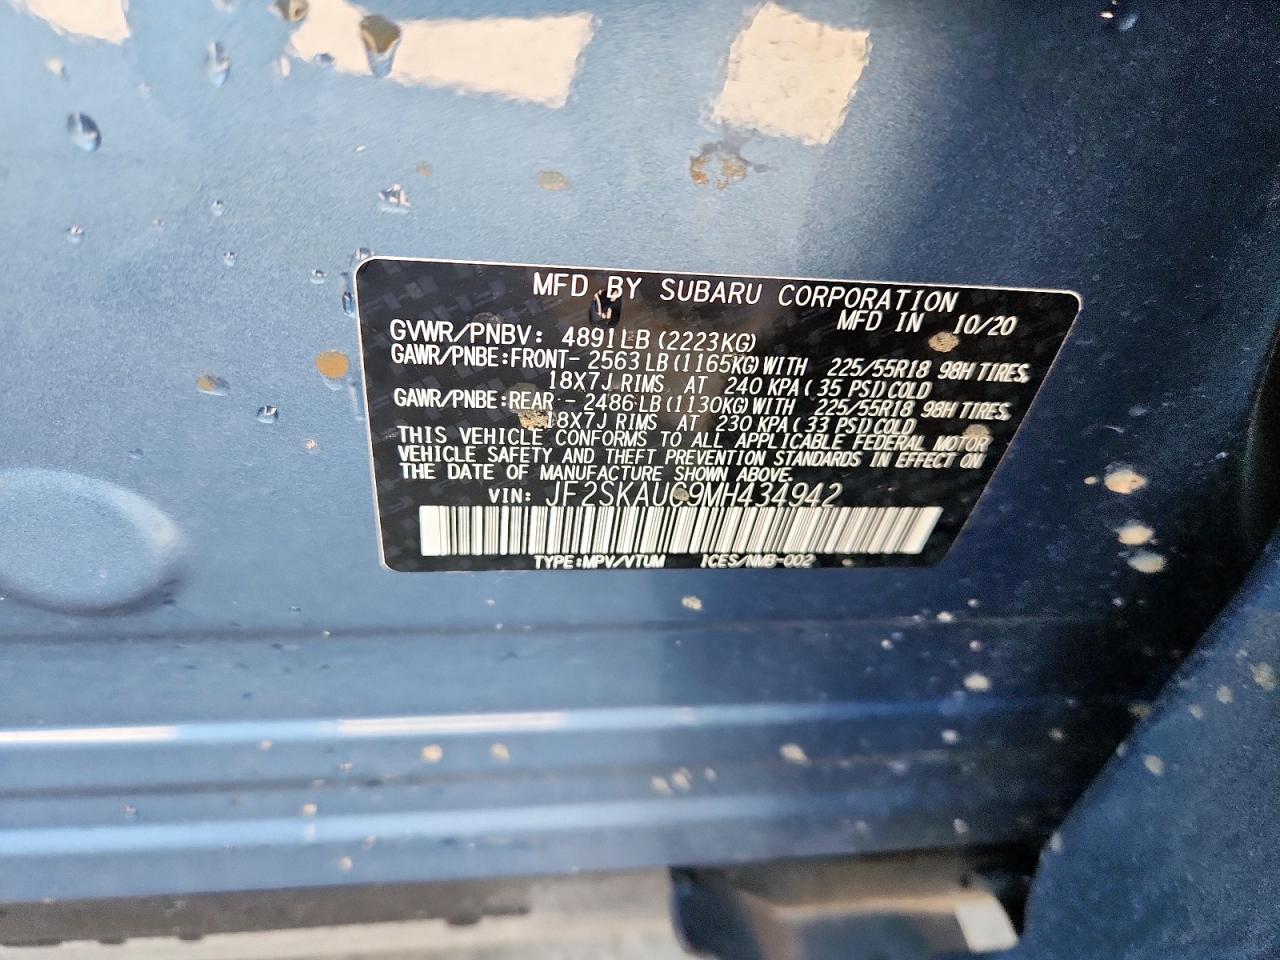 MFD BY SUBARU CORPORATION
MFD IN 10/20
GVWR/PNBV: 4891LB(2223KG)
GAWR/PNBE:FRONT- 2563LB(1165KG)WITH 225/55R18 98H TIRES,
18X7J RIMS AT 240 KPA(35 PSI)COLD
GAWR/PNBE:REAR - 2486LB(1130KG)WITH 225/55R18 98H TIRES,
18X7J RIMS AT 230 KPA(33 PSI)COLD
THIS VEHICLE CONFORMS TO ALL APPLICABLE FEDERAL MOTOR
VEHICLE SAFETY AND THEFT PREVENTION STANDARDS IN EFFECT ON
THE DATE OF MANUFACTURE SHOWN ABOVE.
VIN: JF2SKAUC9MH434942
TYPE:MPV/VTUM ICES/NMB-002